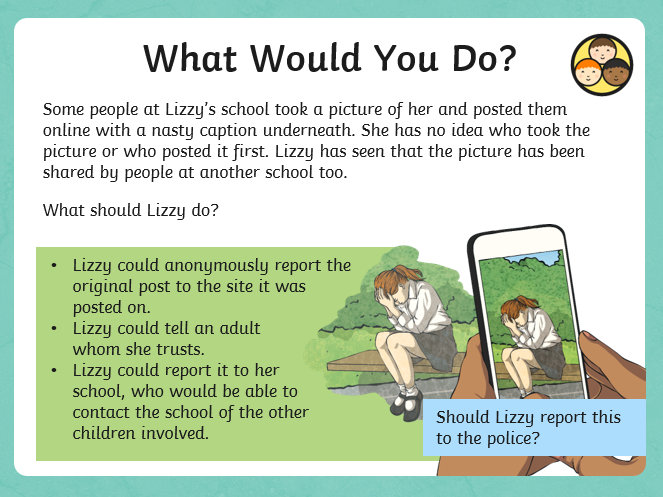 What Would You Do?
Some people at Lizzy's school took a picture of her and posted them
online with a nasty caption underneath. She has no idea who took the
picture or who posted it first. Lizzy has seen that the picture has been
shared by people at another school too.
What should Lizzy do?
• Lizzy could anonymously report the
original post to the site it was
posted on.
• Lizzy could tell an adult
whom she trusts.
• Lizzy could report it to her
school, who would be able to
contact the school of the other
children involved.
Should Lizzy report this
to the police?